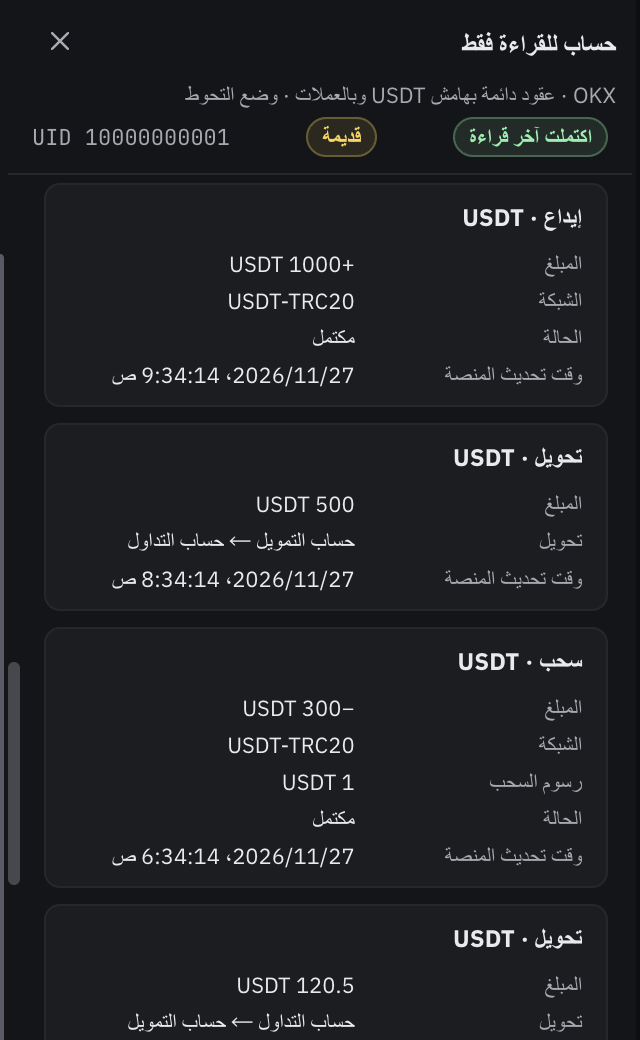 حساب للقراءة فقط
OKX · عقود دائمة بهامش USDT وبالعملات · وضع التحوط
اكتملت آخر قراءة قديمة UID 10000000001
إيداع · USDT
المبلغ +1000 USDT
الشبكة USDT-TRC20
الحالة مكتمل
وقت تحديث المنصة 2026/11/27، 9:34:14 ص
تحويل · USDT
المبلغ 500 USDT
تحويل حساب التمويل ← حساب التداول
وقت تحديث المنصة 2026/11/27، 8:34:14 ص
سحب · USDT
المبلغ −300 USDT
الشبكة USDT-TRC20
رسوم السحب 1 USDT
الحالة مكتمل
وقت تحديث المنصة 2026/11/27، 6:34:14 ص
تحويل · USDT
المبلغ 120.5 USDT
تحويل حساب التداول ← حساب التمويل